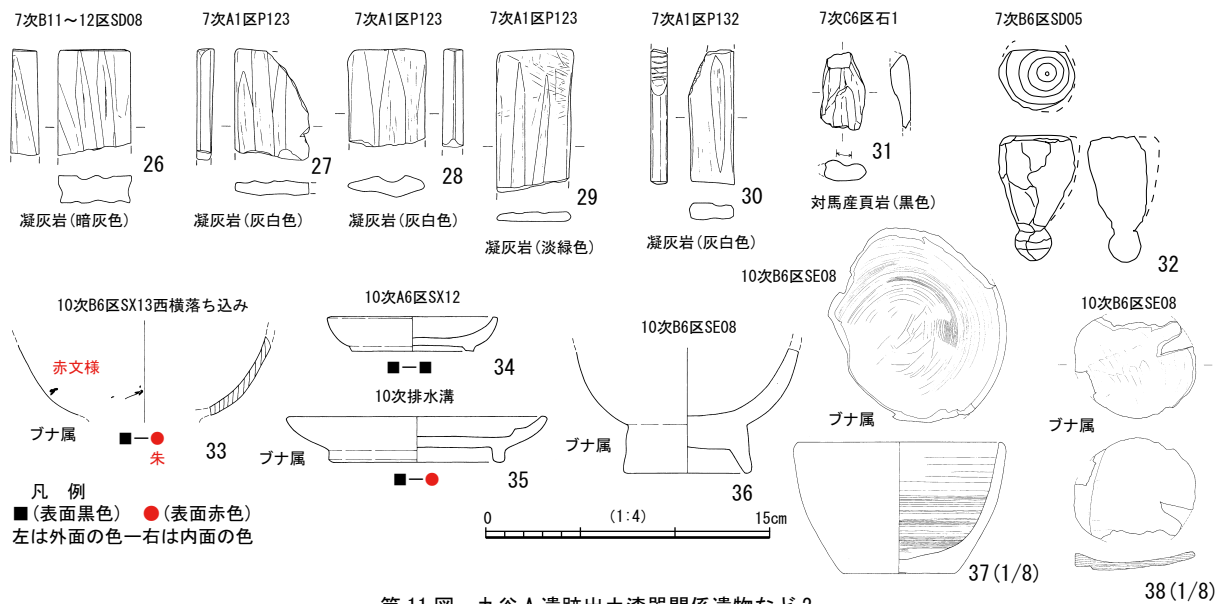 7次B11～12区SD08
7次A1区P123
7次A1区P123
7次A1区P123
7次A1区P132
7次C6区石1
7次B6区SD05
26
27
28
29
30
31
32
凝灰岩(暗灰色)
凝灰岩(灰白色)
凝灰岩(灰白色)
凝灰岩(淡緑色)
凝灰岩(灰白色)
対馬産頁岩(黒色)
10次B6区SX13西横落ち込み
赤文様
ブナ属
■―●
朱
33
10次A6区SX12
■―■
34
10次排水溝
ブナ属
■―●
35
10次B6区SE08
ブナ属
36
10次B6区SE08
ブナ属
37(1/8)
10次B6区SE08
ブナ属
38(1/8)
凡 例
■(表面黒色) ●(表面赤色)
左は外面の色―右は内面の色
0 (1:4) 15cm